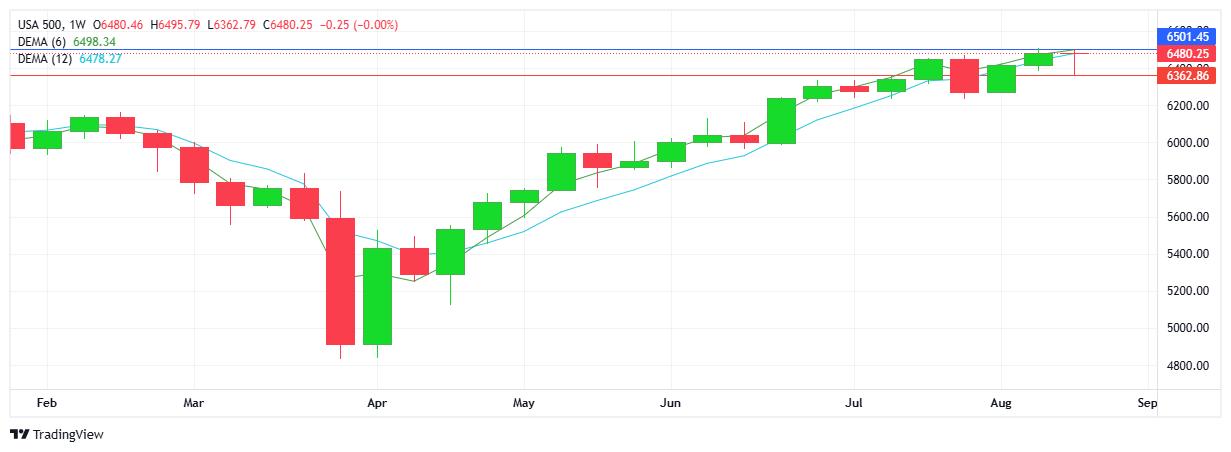 USA 500, 1W O6480.46 H6495.79 L6362.79 C6480.25 −0.25 (−0.00%)
DEMA (6) 6498.34
DEMA (12) 6478.27
6501.45
6480.25
6362.86
6200.00
6000.00
5800.00
5600.00
5400.00
5200.00
5000.00
4800.00
Feb Mar Apr May Jun Jul Aug Sep
TradingView